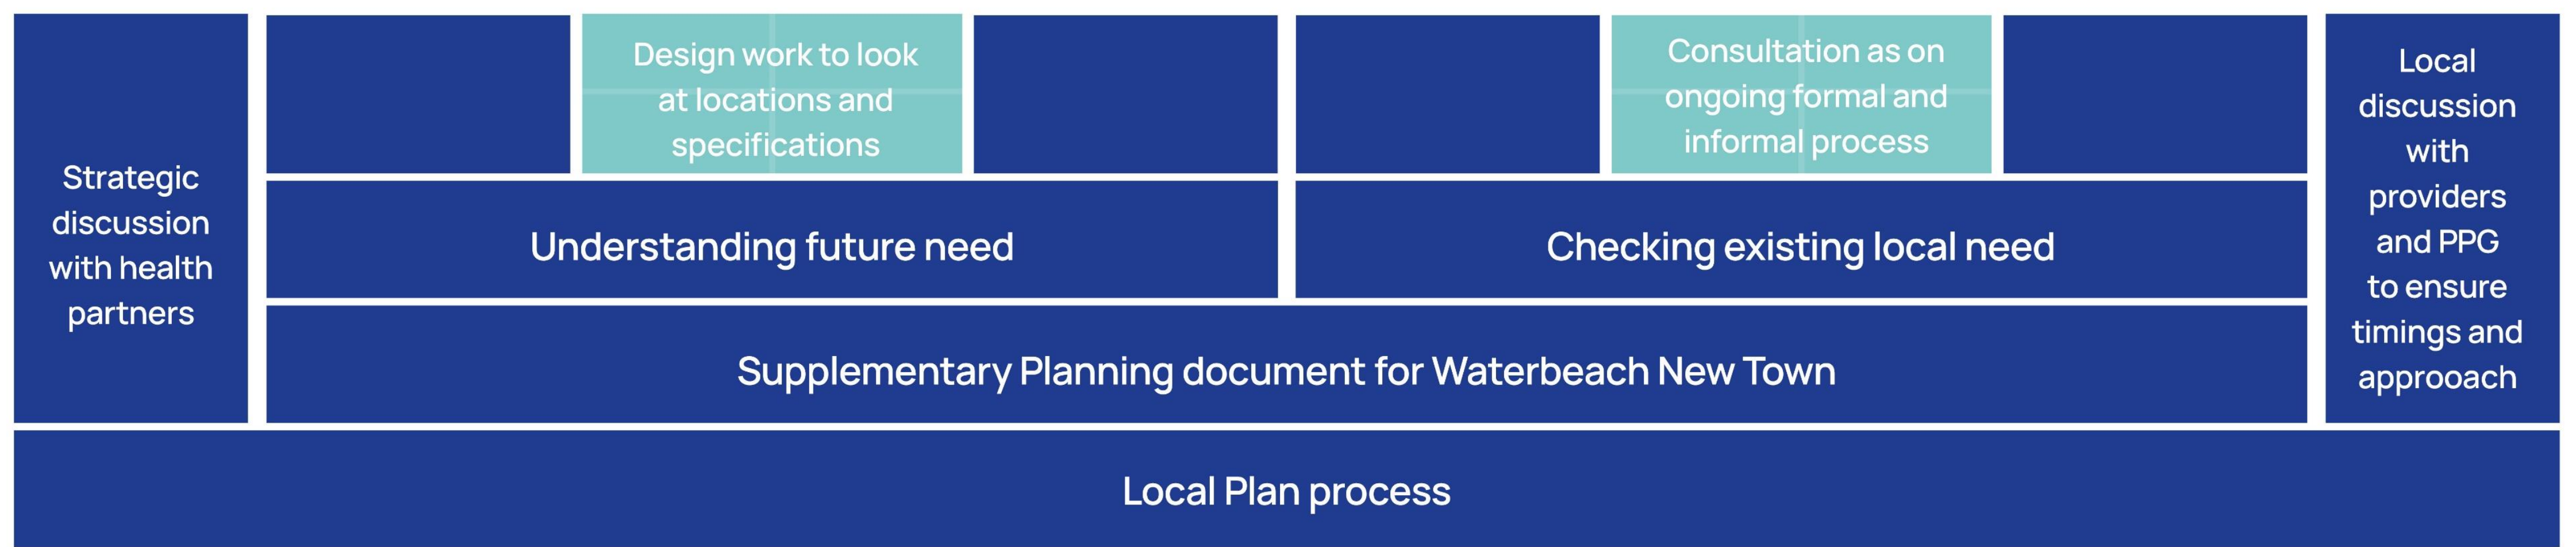 Strategic
discussion
with health
partners
Design work to look
at locations and
specifications
Consultation as on
ongoing formal and
informal process
Understanding future need
Checking existing local need
Supplementary Planning document for Waterbeach New Town
Local
discussion
with
providers
and PPG
to ensure
timings and
approoach
Local Plan process